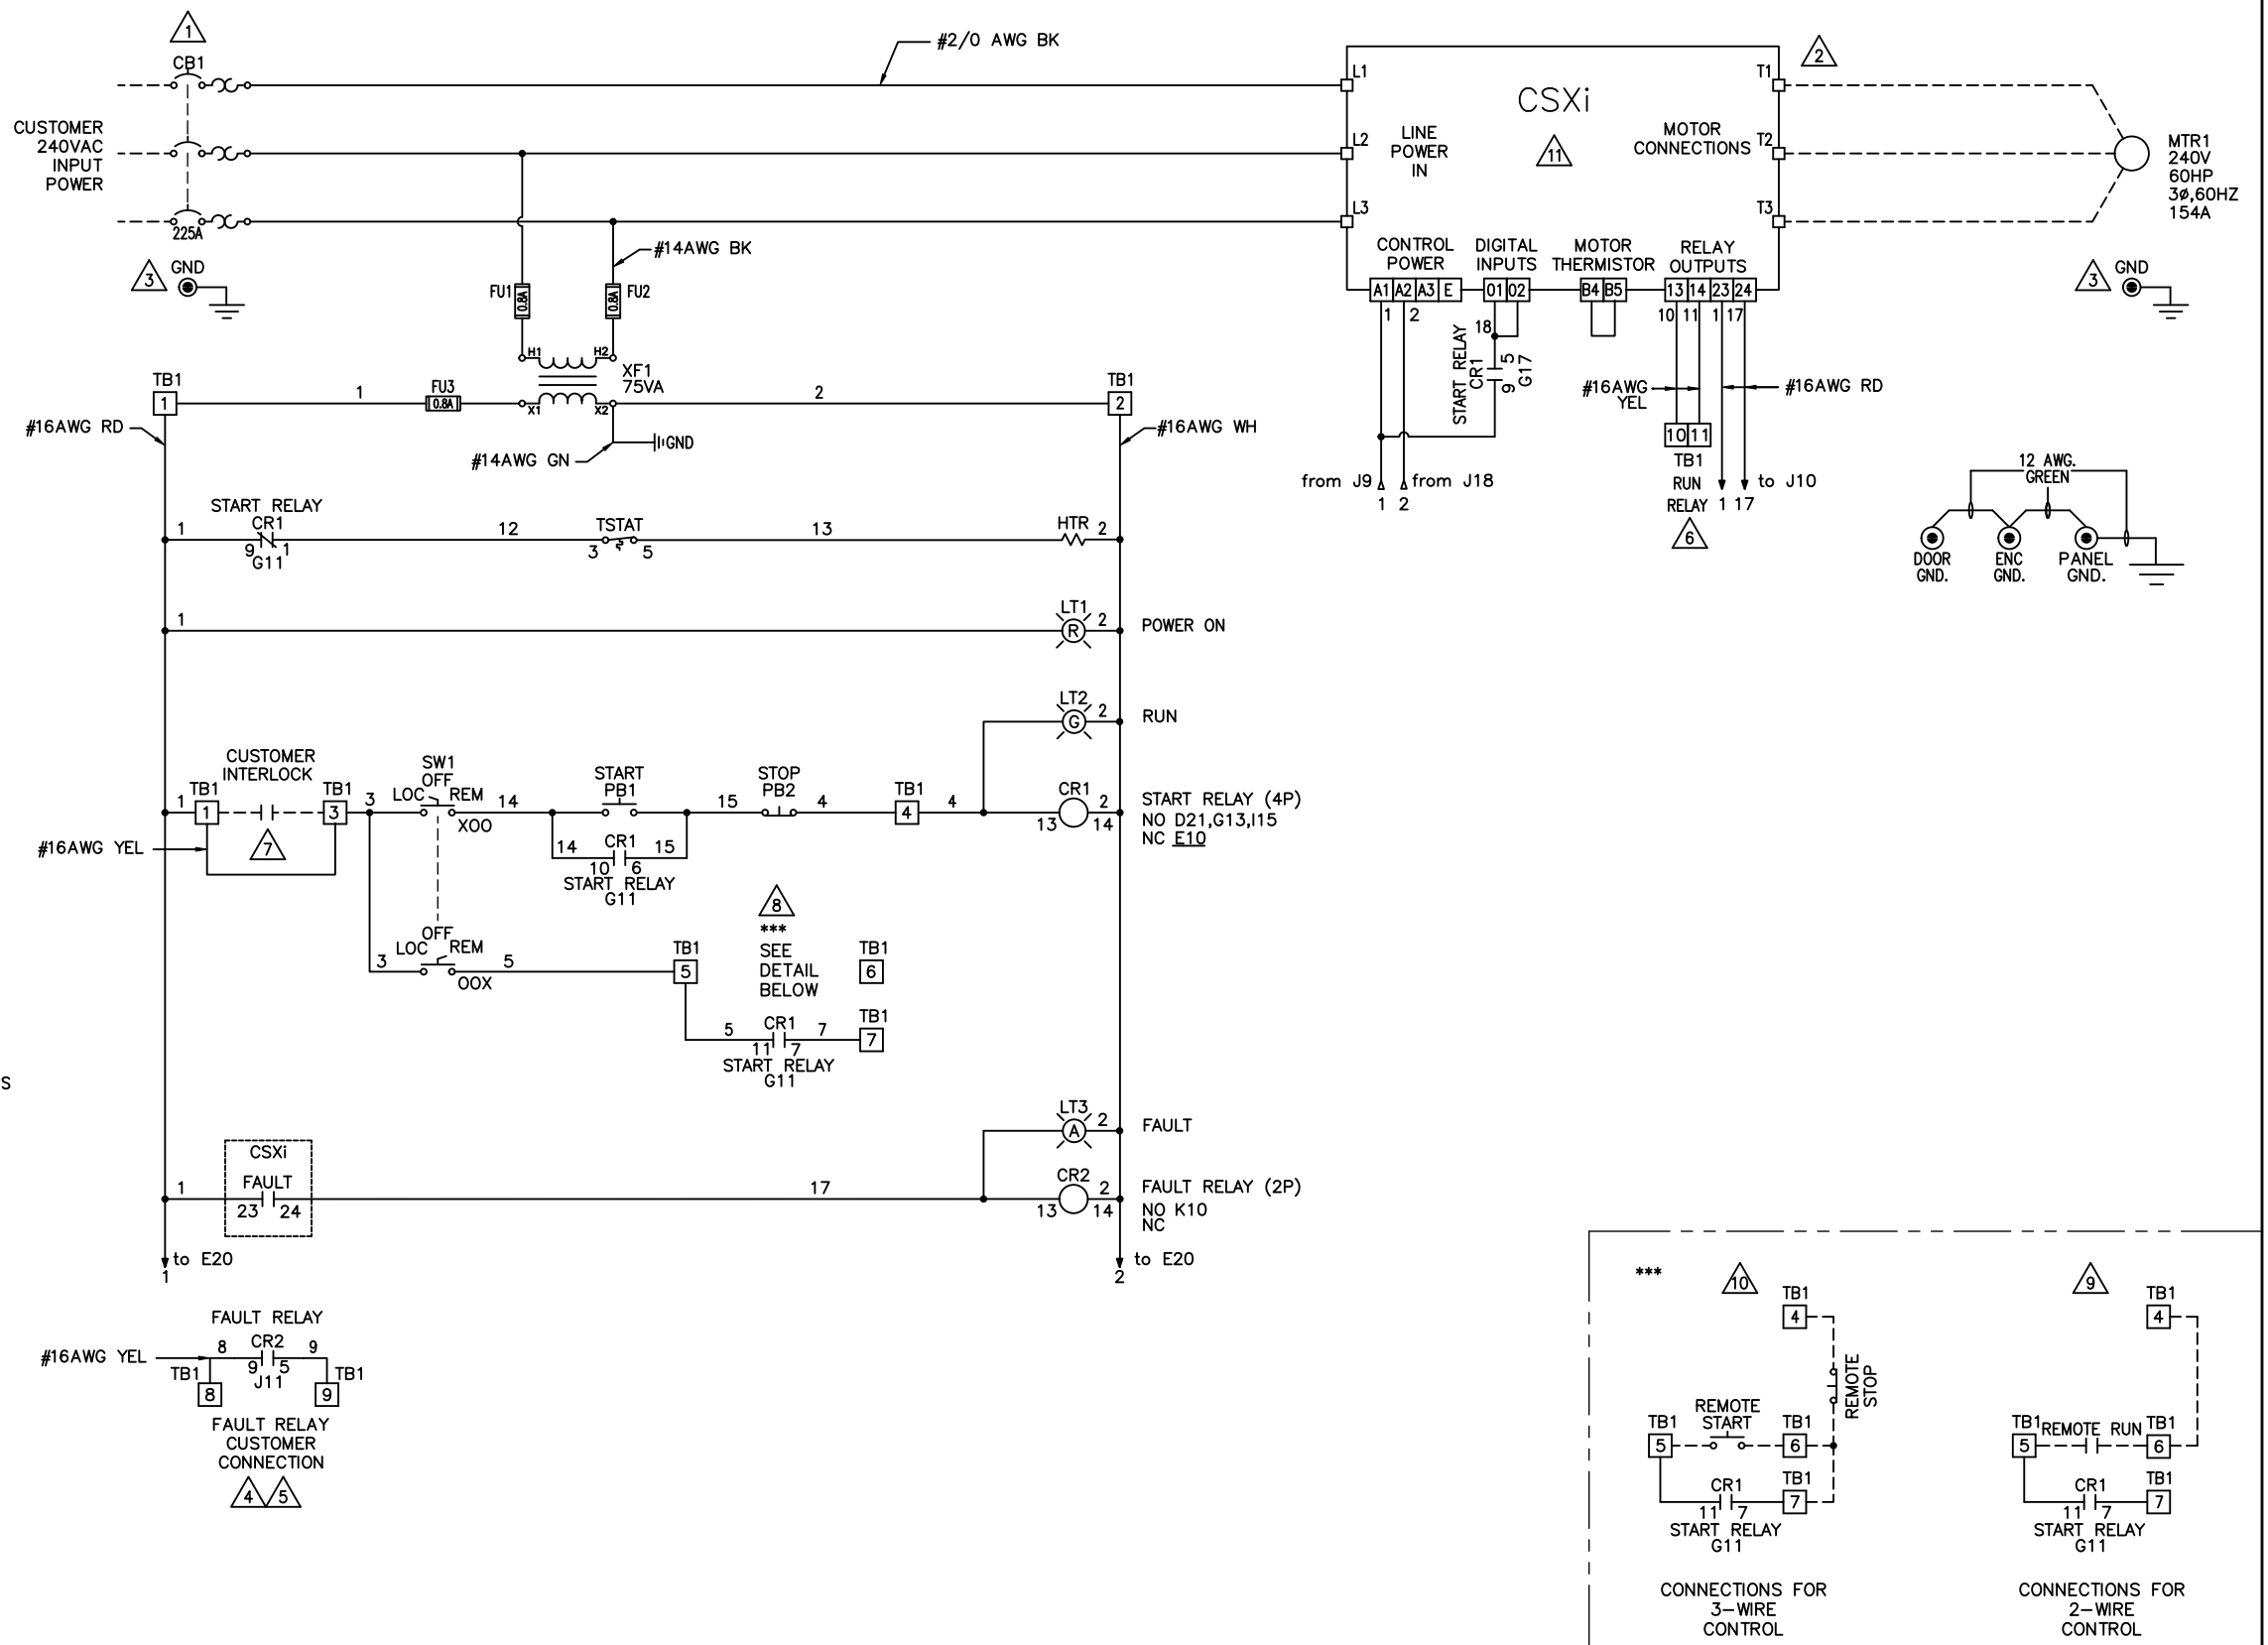 1
CB1
#2/0 AWG BK
CUSTOMER
240VAC
INPUT
POWER
225A
3
GND
L1
L2
L3
CSXi
11
LINE
POWER
IN
MOTOR
CONNECTIONS
T1
T2
T3
2
MTR1
240V
60HP
3ø,60HZ
154A
3
GND
CONTROL
POWER
DIGITAL
INPUTS
MOTOR
THERMISTOR
RELAY
OUTPUTS
A1 A2 A3 E
01 02
B4 B5
13 14 23 24
1 2
18
10 11 1 17
START RELAY
CR1
9 5
G17
#16AWG
YEL
#16AWG RD
10 11
TB1
RUN
RELAY
1 17
to J10
6
from J9
from J18
1 2
#14AWG BK
FU1
0.8A
0.8A
FU2
H1 H2
XF1
75VA
X1 X2
TB1
1
1
FU3
0.8A
2
TB1
2
#16AWG RD
#14AWG GN
GND
#16AWG WH
12 AWG.
GREEN
DOOR
GND.
ENC
GND.
PANEL
GND.
START RELAY
1
CR1
9 1
G11
12
TSTAT
3 5
13
HTR
2
1
LT1
R
2
POWER ON
LT2
G
2
RUN
1
TB1
1
CUSTOMER
INTERLOCK
TB1
3
7
#16AWG YEL
3
SW1
OFF
LOC REM
XOO
14
START
PB1
14
CR1
15
10 6
START RELAY
G11
15
STOP
PB2
4
TB1
4
4
CR1
13 14
2
START RELAY (4P)
NO D21,G13,I15
NC E10
OFF
LOC REM
3
OOX
5
TB1
5
8
***
SEE
DETAIL
BELOW
TB1
6
5
CR1
7
11 7
START RELAY
G11
TB1
7
S
LT3
A
2
FAULT
1
CSXi
FAULT
23 24
17
CR2
13 14
2
FAULT RELAY (2P)
NO K10
NC
to E20
1
to E20
2
FAULT RELAY
#16AWG YEL
8
CR2
9
9 5
J11
TB1
8
TB1
9
FAULT RELAY
CUSTOMER
CONNECTION
4 5
***
10
TB1
4
REMOTE
STOP
TB1
5
REMOTE
START
TB1
6
CR1
11 7
START RELAY
G11
TB1
7
CONNECTIONS FOR
3-WIRE
CONTROL
9
TB1
4
TB1
5
REMOTE RUN
TB1
6
CR1
11 7
START RELAY
G11
TB1
7
CONNECTIONS FOR
2-WIRE
CONTROL